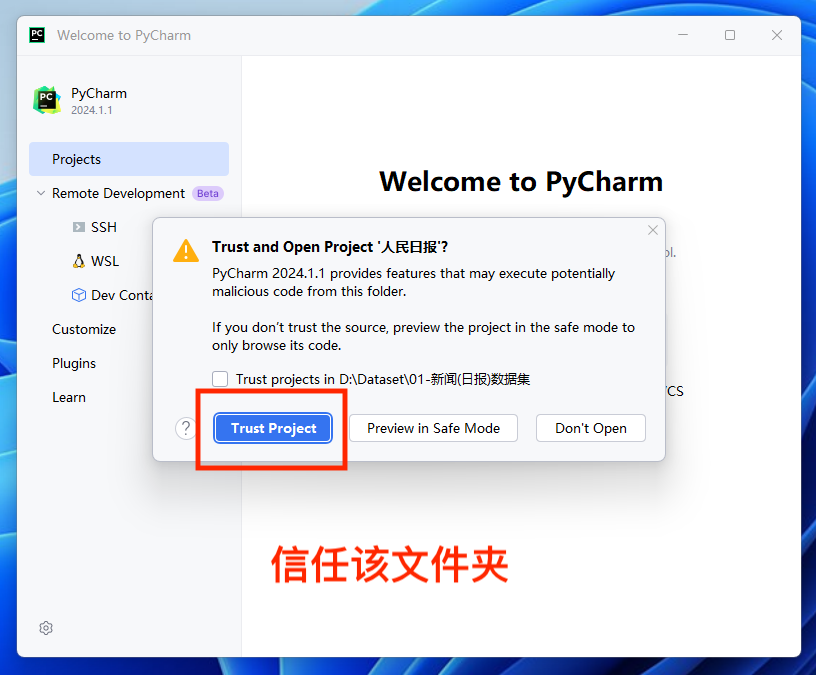 PC Welcome to PyCharm
PC PyCharm
2024.1.1
Projects
Remote Development Beta
SSH
WSL
Dev Conta
Customize
Plugins
Learn
Welcome to PyCharm
ol.
Trust and Open Project '人民日报'?
PyCharm 2024.1.1 provides features that may execute potentially
malicious code from this folder.
If you don't trust the source, preview the project in the safe mode to
only browse its code.
Trust projects in D:\Dataset\01-新闻(日报)数据集
VCS
? Trust Project Preview in Safe Mode Don't Open
信任该文件夹